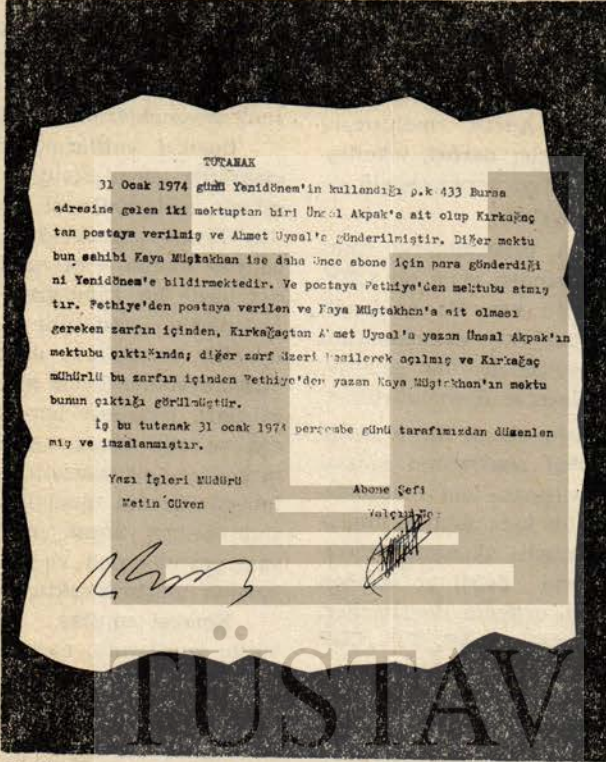 TUTANAK
31 Ocak 1974 günü Yenidönem'in kullandığı p.k 433 Bursa
adresine gelen iki mektuptan biri Ünsal Akpak'a ait olup Kırkağaç
tan postaya verilmiş ve Ahmet Uysal'a gönderilmiştir. Diğer mektu
bun sahibi Kaya Müştakhan ise daha önce abone için para gönderdiği
ni Yenidönem'e bildirmektedir. Ve postaya Fethiye'den mektubu atmış
tır. Fethiye'den postaya verilen ve Kaya Müştakhan'a ait olması
gereken zarfın içinden, Kırkağaçtan Ahmet Uysal'a yazan Ünsal Akpak'ın
mektubu çıktığında; diğer zarf üzeri kesilerek açılmış ve Kırkağaç
mühürlü bu zarfın içinden Fethiye'den yazan Kaya Müştakhan'ın mektu
bunun çıktığı görülmüştür.
İş bu tutanak 31 ocak 1974 perşembe günü tarafımızdan düzenlen
miş ve imzalanmıştır.
Yazı İşleri Müdürü
Metin Güven
Abone Şefi
Yalçın
TÜSTAV